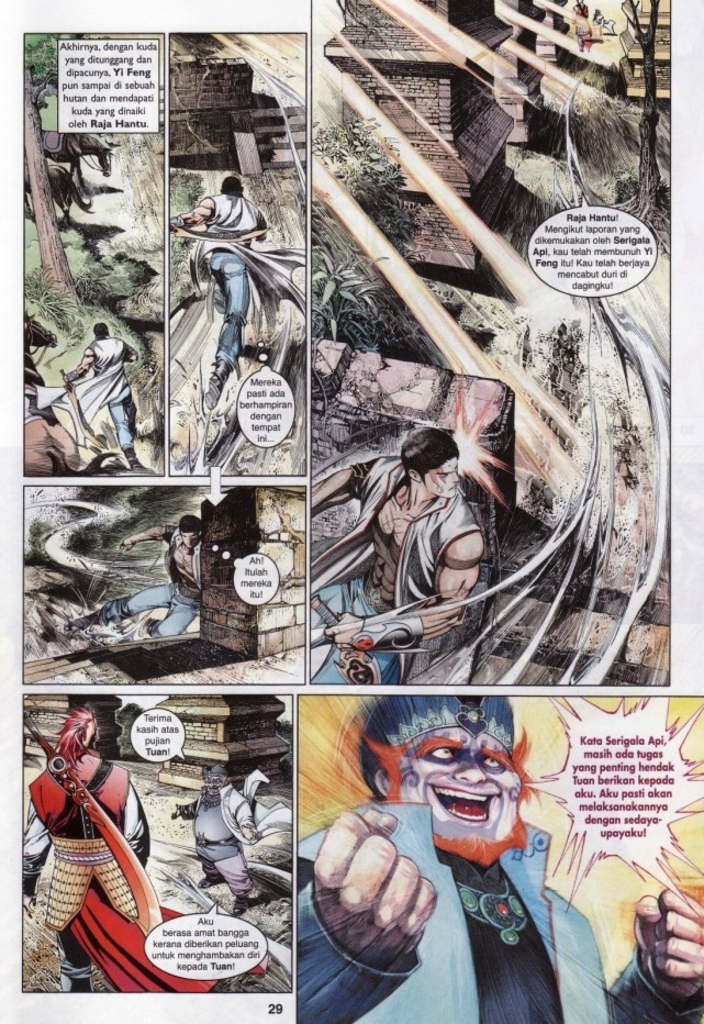 Akhirnya, dengan kuda
yang ditunggang dan
dipacunya, Yi Feng
pun sampai di sebuah
hutan dan mendapati
kuda yang dinaiki
oleh Raja Hantu.
Mereka
pasti ada
berhampiran
dengan
tempat
ini...
Ah!
Itulah
mereka
itu!
Raja Hantu!
Mengikut laporan yang
dikemukakan oleh Serigala
Api, kau telah membunuh Yi
Feng itu! Kau telah berjaya
mencabut duri di
dagingku!
Terima
kasih atas
pujian
Tuan!
Aku
berasa amat bangga
kerana diberikan peluang
untuk menghambakan diri
kepada Tuan!
Kata Serigala Api,
masih ada tugas
yang penting hendak
Tuan berikan kepada
aku. Aku pasti akan
melaksanakannya
dengan sedaya-
upayaku!
29